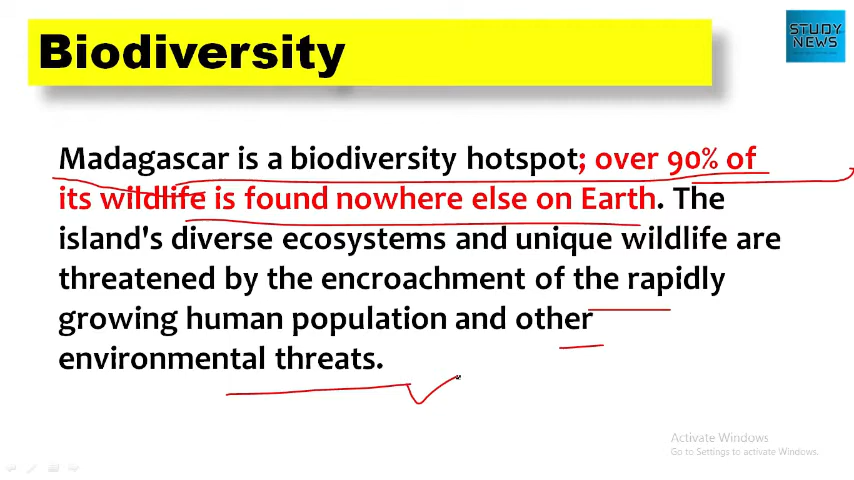 Biodiversity
STUDY
NEWS
Madagascar is a biodiversity hotspot; over 90% of
its wildlife is found nowhere else on Earth. The
island's diverse ecosystems and unique wildlife are
threatened by the encroachment of the rapidly
growing human population and other
environmental threats.
Activate Windows
Go to Settings to activate Windows.